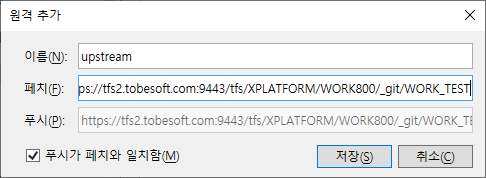 원격 추가
이름(N): upstream
페치(F): ps://tfs2.tobesoft.com:9443/tfs/XPLATFORM/WORK800/_git/WORK_TEST
푸시(P): https://tfs2.tobesoft.com:9443/tfs/XPLATFORM/WORK800/_git/WORK_TE
푸시가 페치와 일치함(M)
저장(S) 취소(C)